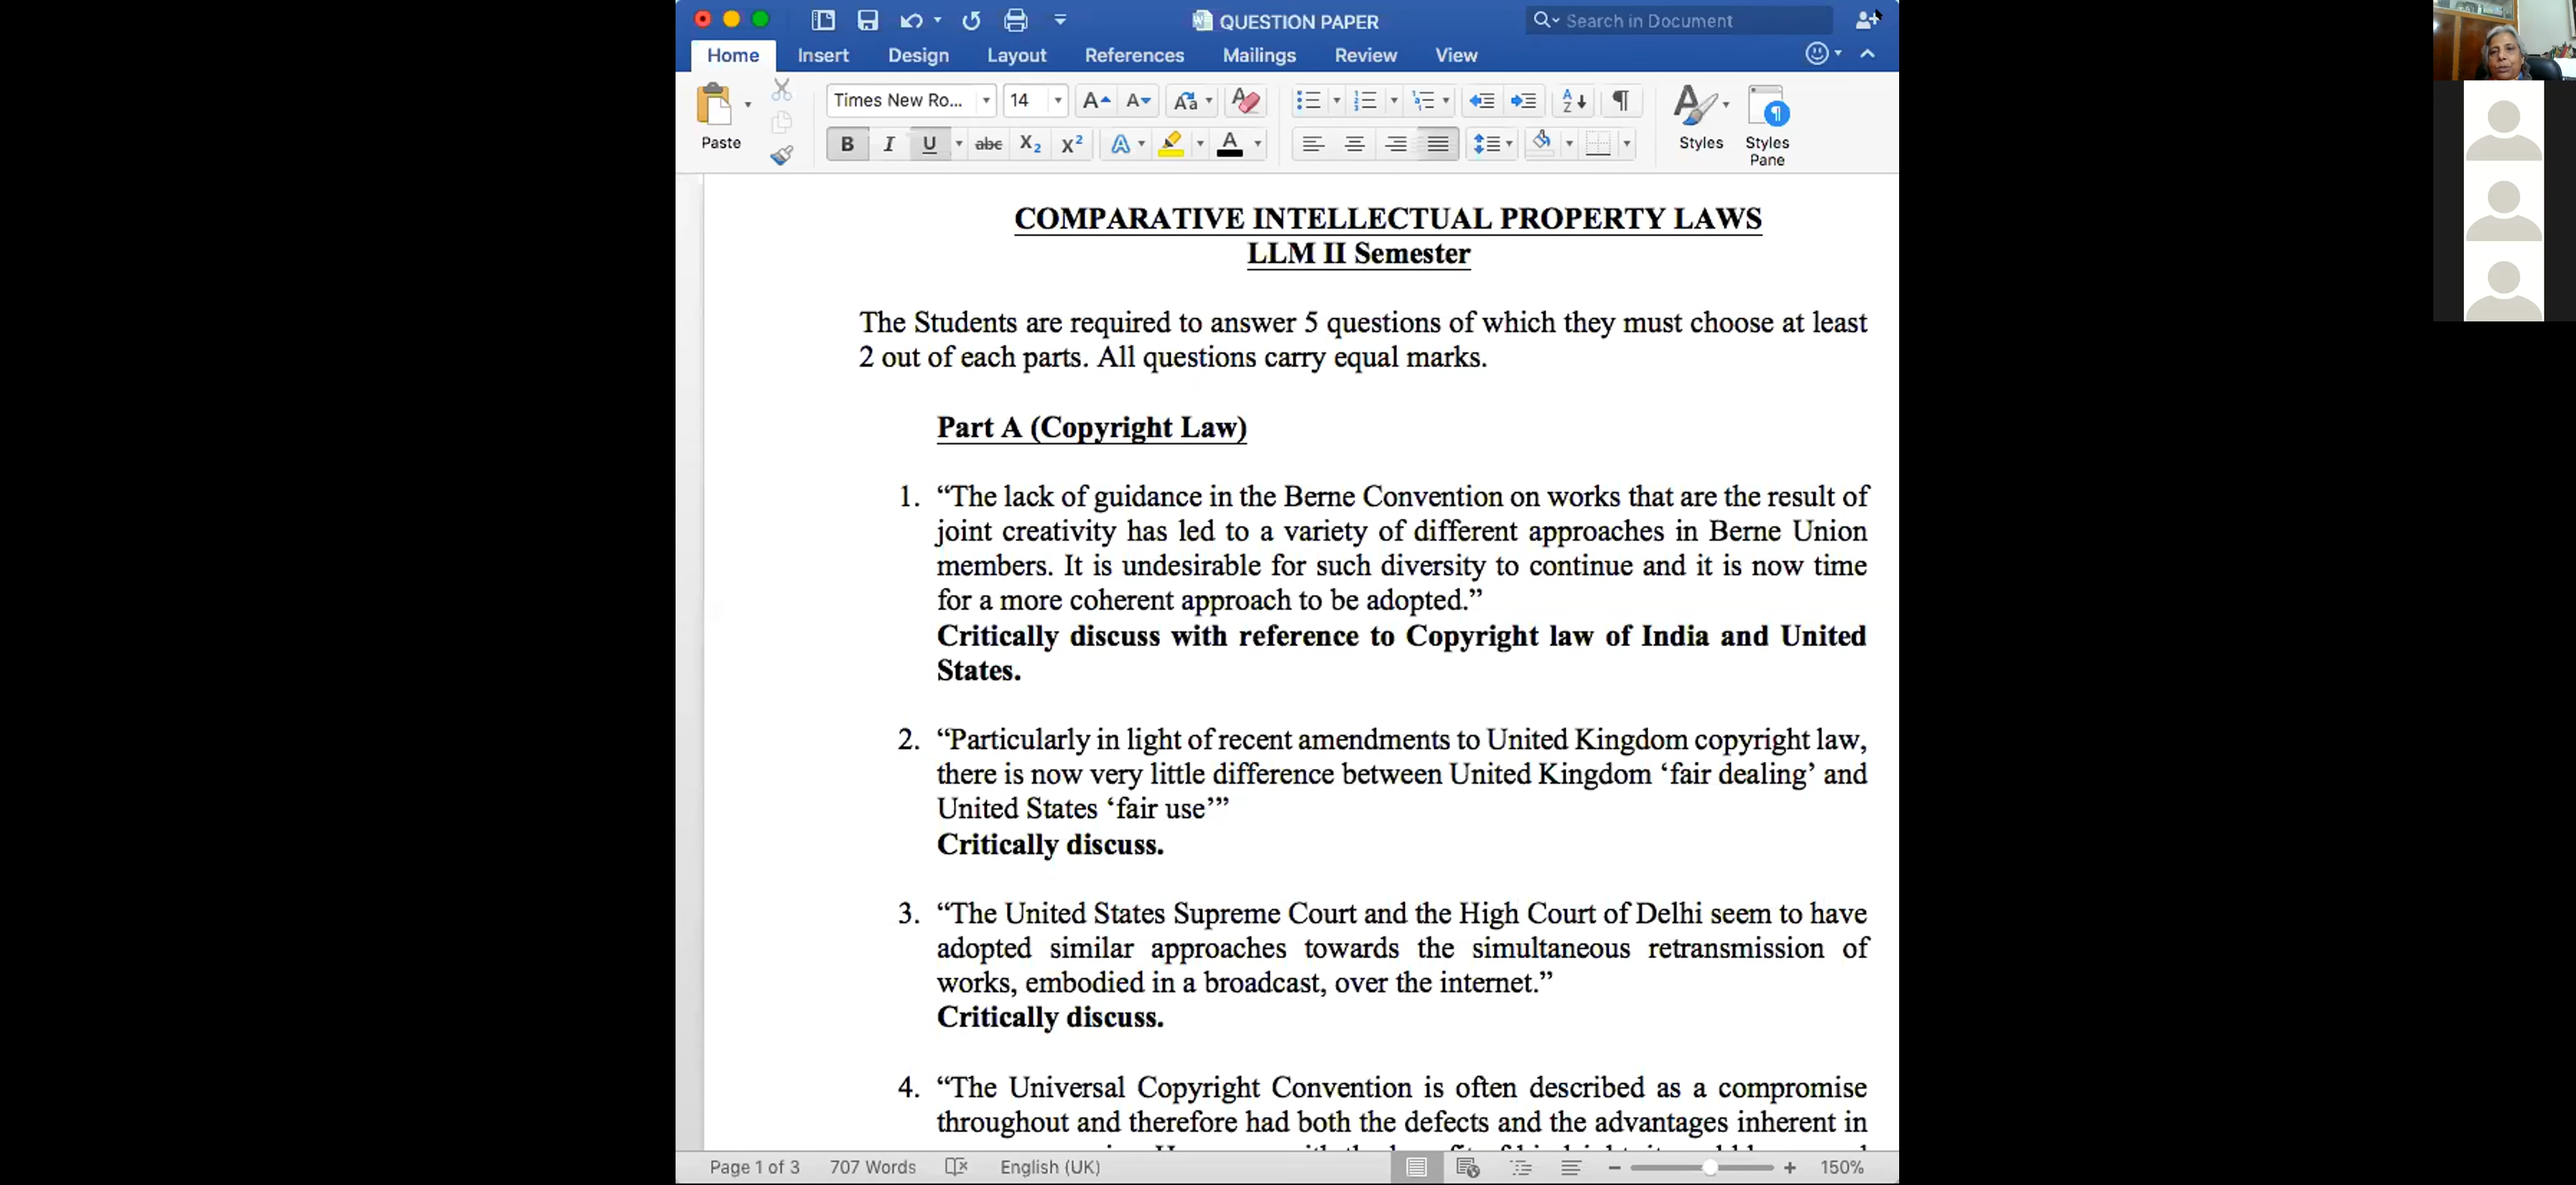 QUESTION PAPER
Search in Document
Home Insert Design Layout References Mailings Review View
Paste
Times New Ro... 14
B I U abc X2 X2
Styles
Styles Pane
COMPARATIVE INTELLECTUAL PROPERTY LAWS
LLM II Semester
The Students are required to answer 5 questions of which they must choose at least
2 out of each parts. All questions carry equal marks.
Part A (Copyright Law)
1. “The lack of guidance in the Berne Convention on works that are the result of
joint creativity has led to a variety of different approaches in Berne Union
members. It is undesirable for such diversity to continue and it is now time
for a more coherent approach to be adopted.”
Critically discuss with reference to Copyright law of India and United
States.
2. “Particularly in light of recent amendments to United Kingdom copyright law,
there is now very little difference between United Kingdom ‘fair dealing’ and
United States ‘fair use’”
Critically discuss.
3. “The United States Supreme Court and the High Court of Delhi seem to have
adopted similar approaches towards the simultaneous retransmission of
works, embodied in a broadcast, over the internet.”
Critically discuss.
4. “The Universal Copyright Convention is often described as a compromise
throughout and therefore had both the defects and the advantages inherent in
Page 1 of 3 707 Words English (UK) 150%